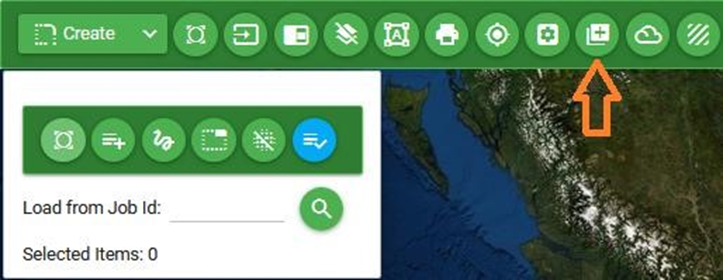 Create
A
Load from Job Id:
Selected Items: 0